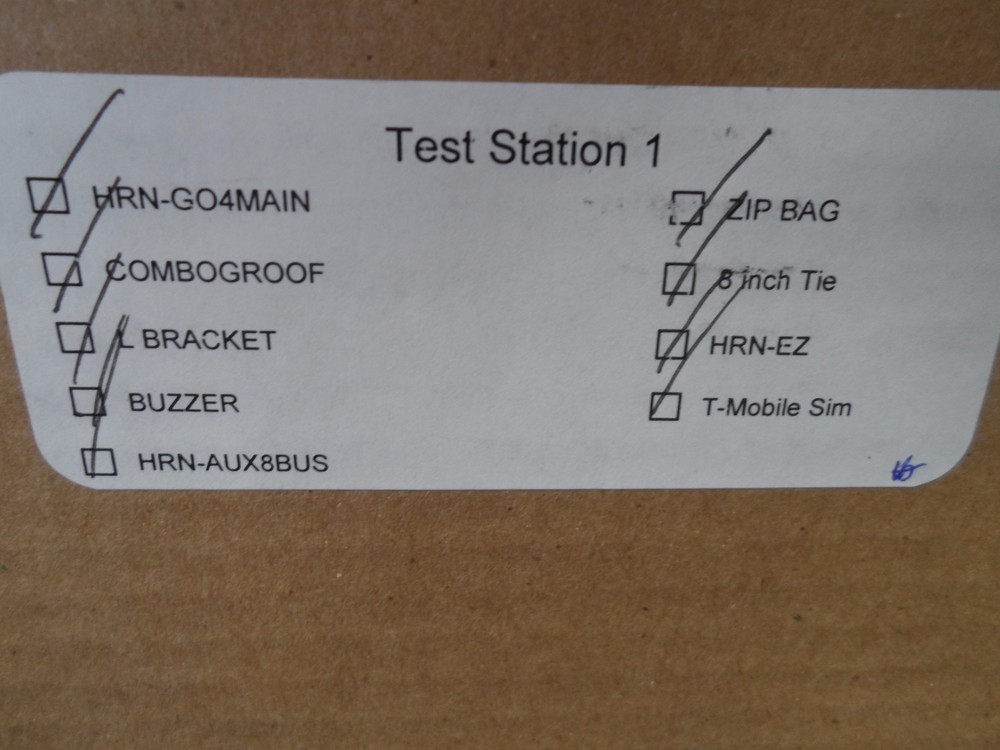 Test Station 1
HRN-GO4MAIN
COMBOGROOF
L BRACKET
BUZZER
HRN-AUX8BUS
ZIP BAG
8 inch Tie
HRN-EZ
T-Mobile Sim